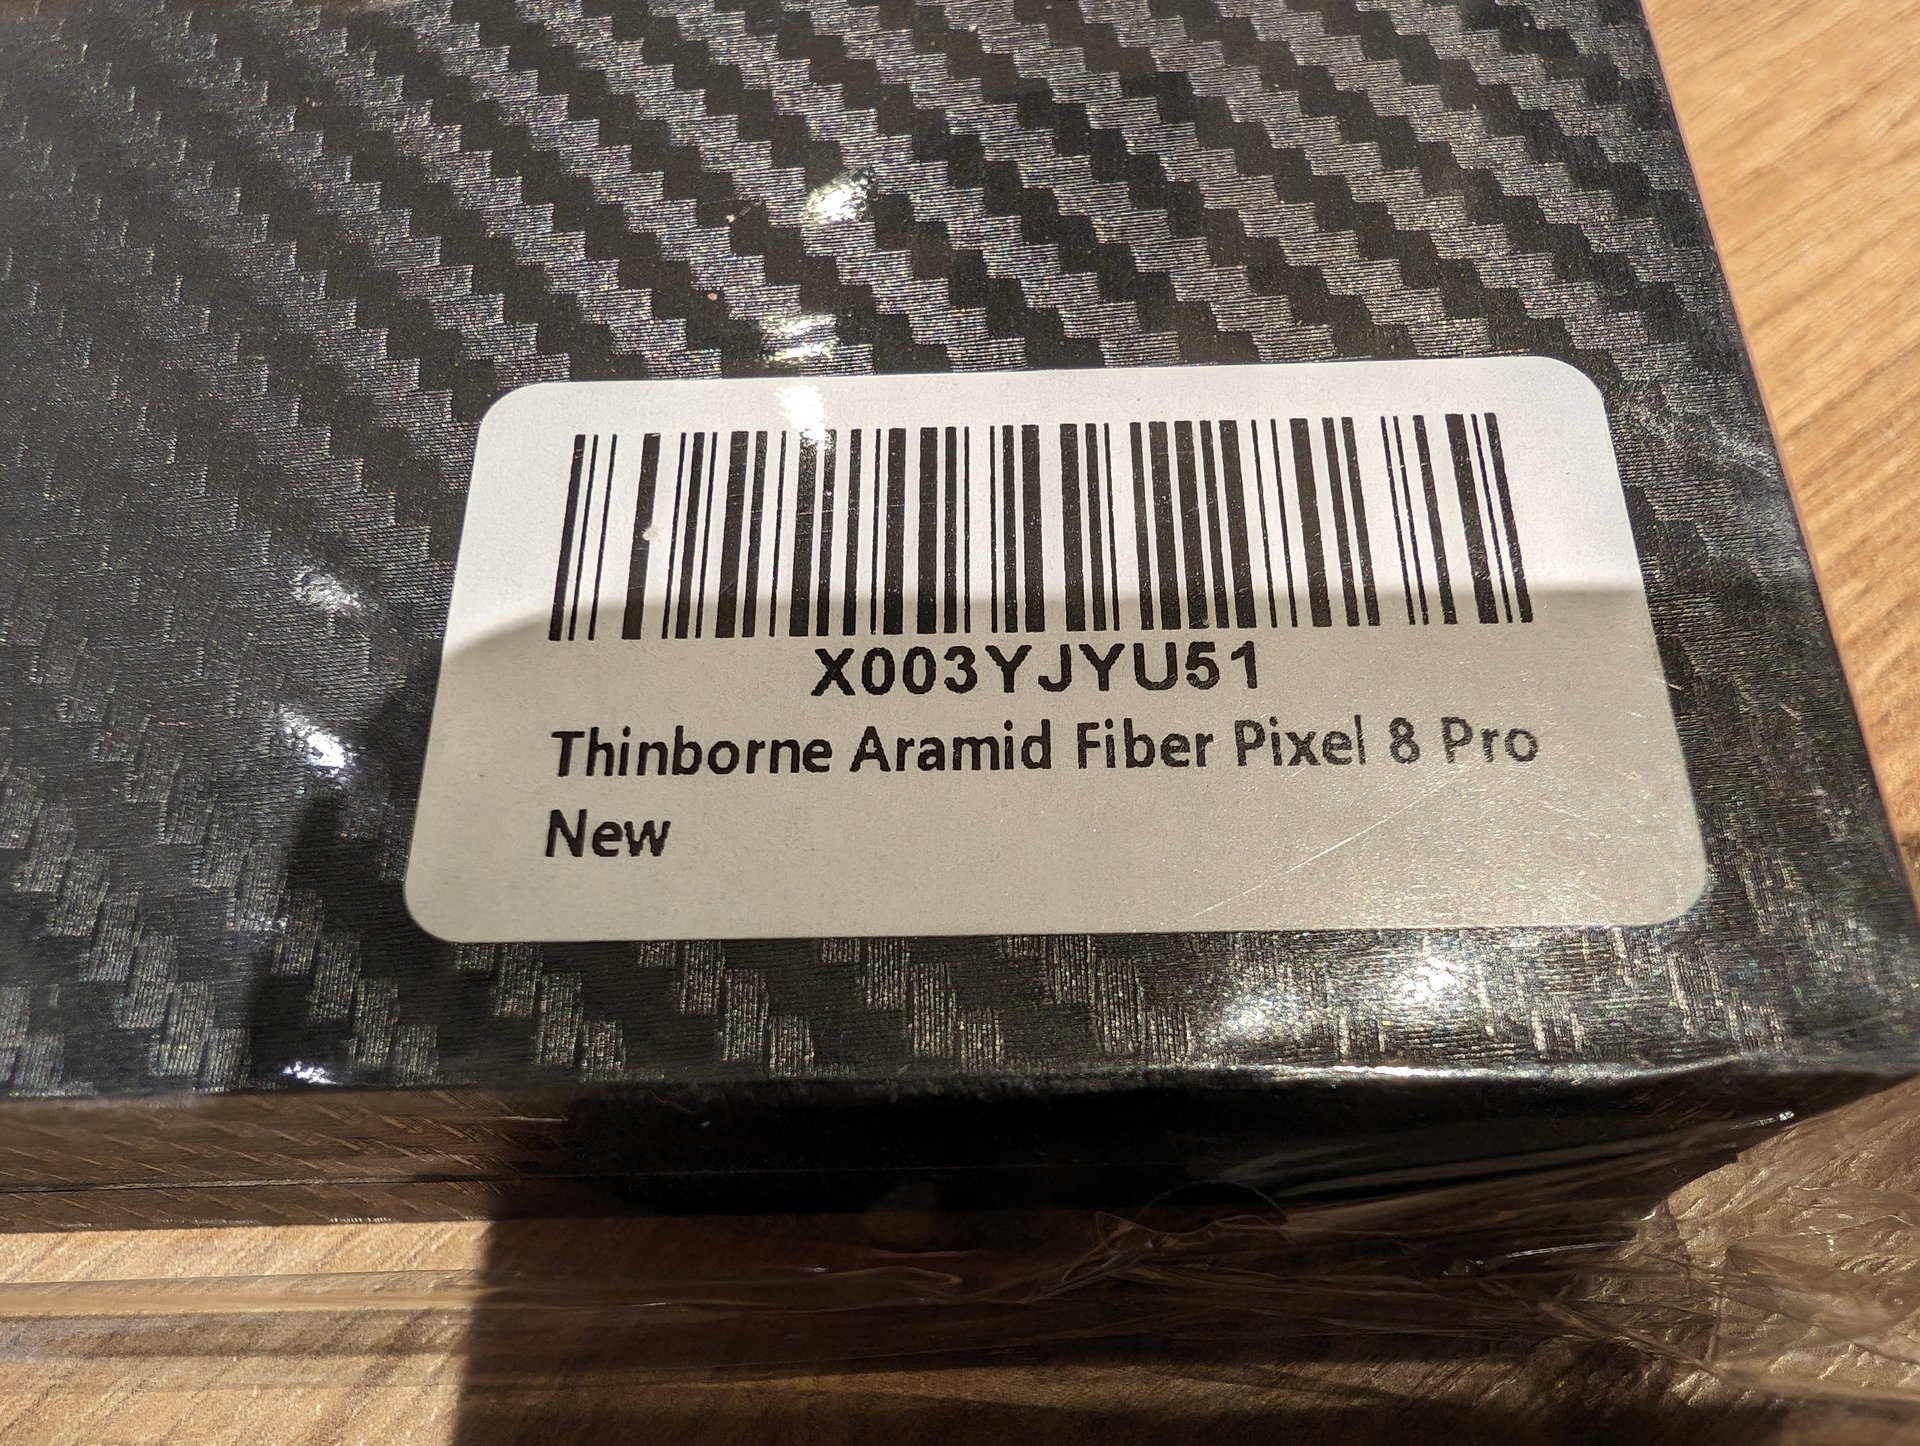 X003YJYU51
Thinborne Aramid Fiber Pixel 8 Pro
New